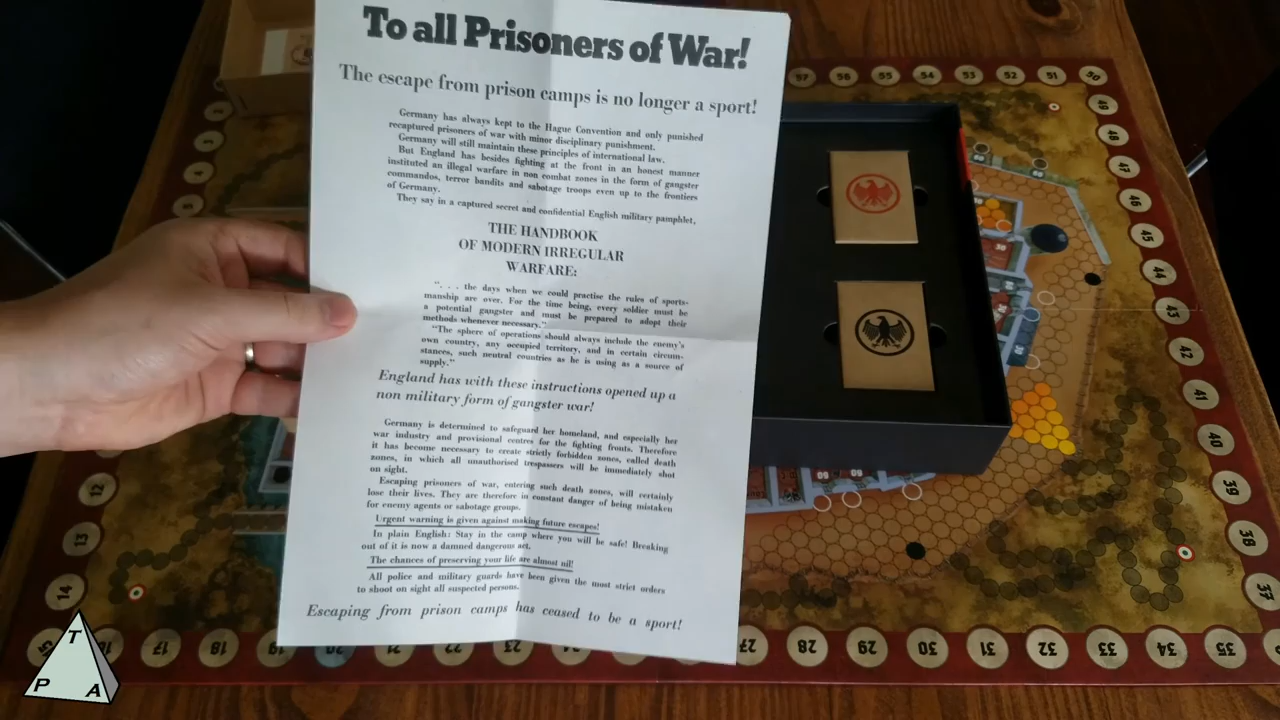 To all Prisoners of War!
The escape from prison camps is no longer a sport!
Germany has always kept to the Hague Convention and only punished
recaptured prisoners of war with minor disciplinary punishment.
Germany will still maintain these principles of international law.
But England has besides fighting at the front in an honest manner
instituted an illegal warfare in non combat zones in the form of gangster
commandos, terror bandits and sabotage troops even up to the frontiers
of Germany.
They say in a captured secret and confidential English military pamphlet,
THE HANDBOOK
OF MODERN IRREGULAR
WARFARE:
". . . the days when we could practise the rules of sports-
manship are over. For the time being, every soldier must be
a potential gangster and must be prepared to adopt their
methods whenever necessary."
"The sphere of operations should always include the enemy's
own country, any occupied territory, and in certain circum-
stances, such neutral countries as he is using as a source of
supply."
England has with these instructions opened up a
non military form of gangster war!
Germany is determined to safeguard her homeland, and especially her
war industry and provisional centres for the fighting fronts. Therefore
it has become necessary to create strictly forbidden zones, called death
zones, in which all unauthorised trespassers will be immediately shot
on sight.
Escaping prisoners of war, entering such death zones, will certainly
lose their lives. They are therefore in constant danger of being mistaken
for enemy agents or sabotage groups.
Urgent warning is given against making future escapes!
In plain English: Stay in the camp where you will be safe! Breaking
out of it is now a damned dangerous act.
The chances of preserving your life are almost nil!
All police and military guards have been given the most strict orders
to shoot on sight all suspected persons.
Escaping from prison camps has ceased to be a sport!
57 56 55 54 53 52 51 50
49
48
47
46
45
44
43
42
41
40
39
38
37
3
4
5
12
13
14
15 16 17 18 19 20 21 22 23 27 28 29 30 31 32 33 34 35
T
P A